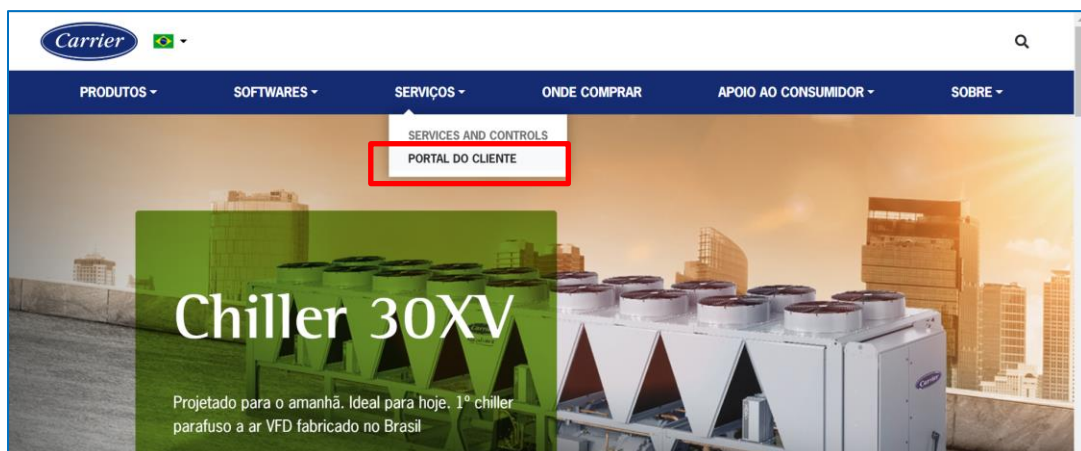 Carrier
PRODUTOS SOFTWARES SERVIÇOS ONDE COMPRAR APOIO AO CONSUMIDOR SOBRE
SERVICES AND CONTROLS
PORTAL DO CLIENTE
Chiller 30XV
Projetado para o amanhã. Ideal para hoje. 1º chiller
parafuso a ar VFD fabricado no Brasil
Carrier